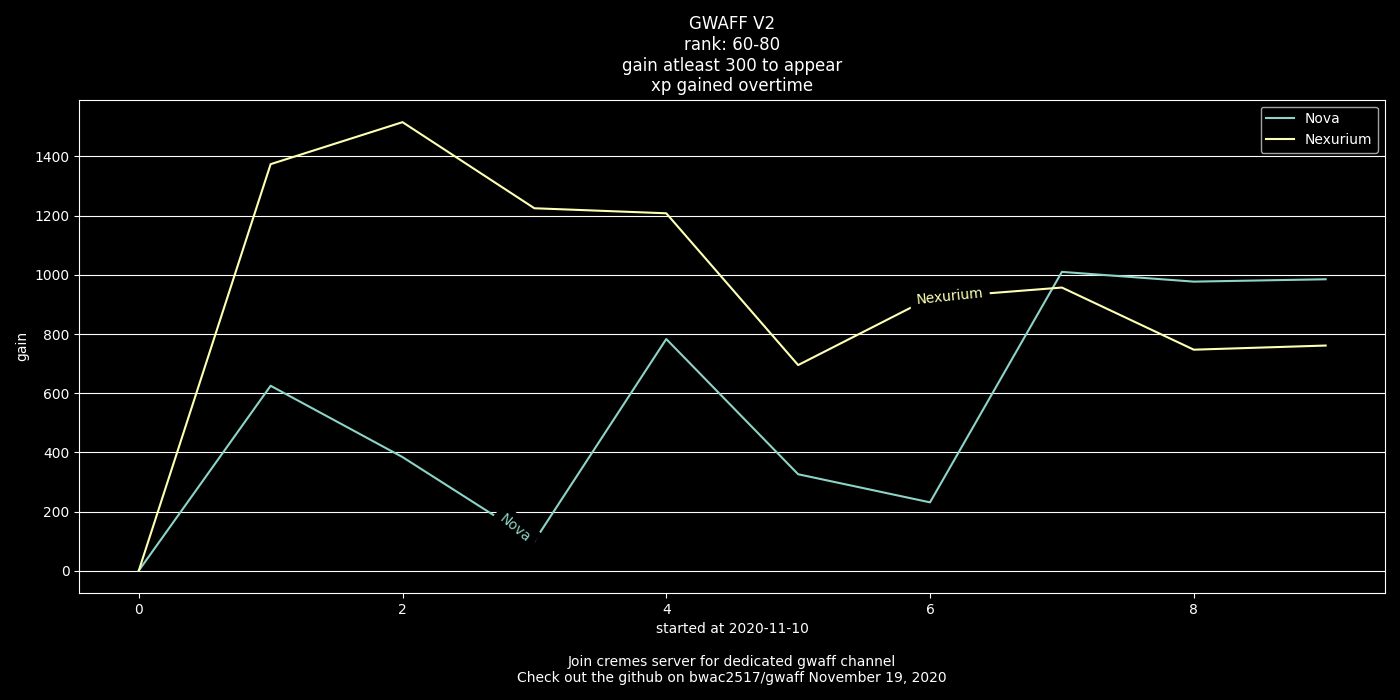 GWAFF V2
rank: 60-80
gain atleast 300 to appear
xp gained overtime
Nova
Nexurium
1400
1200
1000
800
600
400
200
0
gain
Nexurium
Nova
0 2 4 6 8
started at 2020-11-10
Join cremes server for dedicated gwaff channel
Check out the github on bwac2517/gwaff November 19, 2020